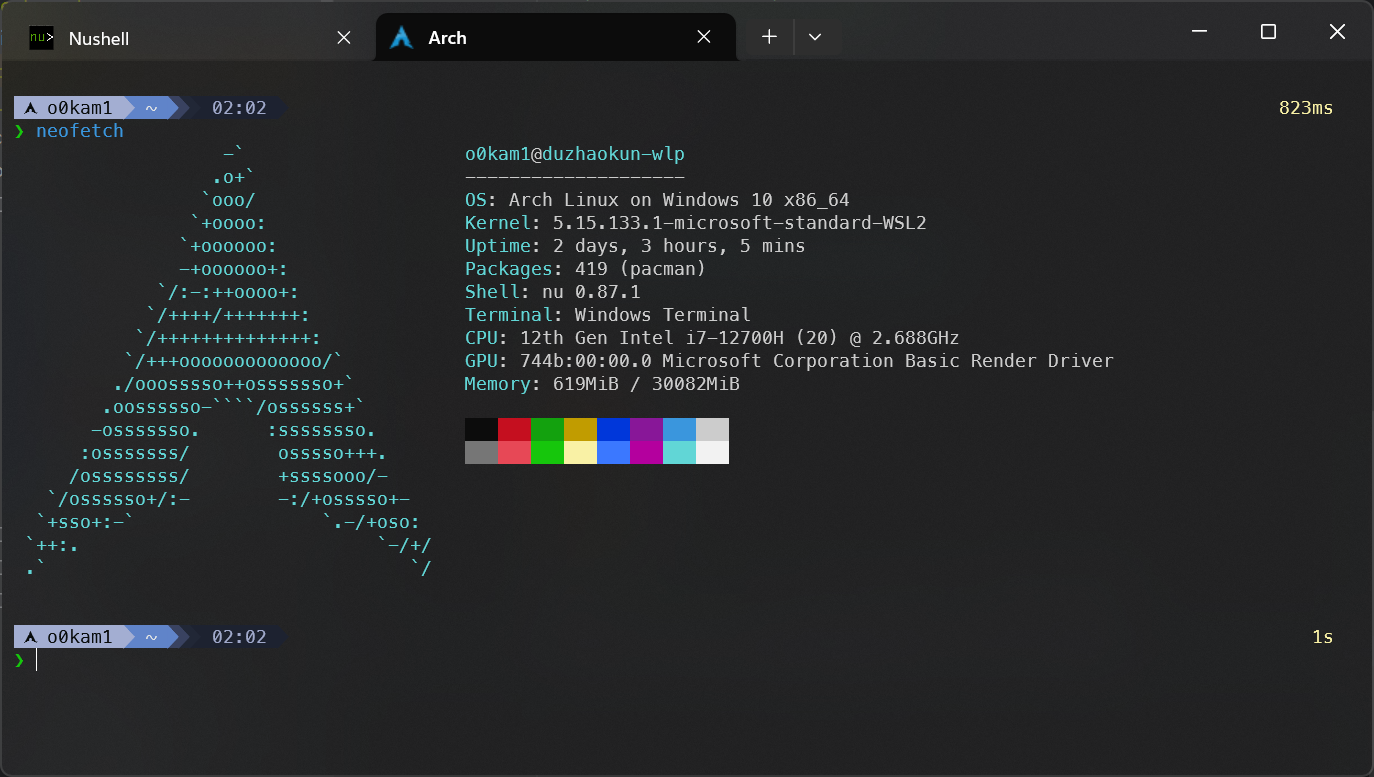 nu> Nushell Arch
o0kam1 ~ 02:02 823ms
❯ neofetch
-` o0kam1@duzhaokun-wlp
.o+` --------------------
`ooo/ OS: Arch Linux on Windows 10 x86_64
`+oooo: Kernel: 5.15.133.1-microsoft-standard-WSL2
`+oooooo: Uptime: 2 days, 3 hours, 5 mins
-+oooooo+: Packages: 419 (pacman)
`/:-:++oooo+: Shell: nu 0.87.1
`/++++/+++++++: Terminal: Windows Terminal
`/++++++++++++++: CPU: 12th Gen Intel i7-12700H (20) @ 2.688GHz
`/+++ooooooooooooo/` GPU: 744b:00:00.0 Microsoft Corporation Basic Render Driver
./ooosssso++osssssso+` Memory: 619MiB / 30082MiB
.oossssso-````/ossssss+`
-osssssso. :ssssssso.
:osssssss/ osssso+++.
/ossssssss/ +ssssooo/-
`/ossssso+/:- -:/+osssso+-
`+sso+:-` `.-/+oso:
`++:. `-/+/
.` `/
o0kam1 ~ 02:02 1s
❯